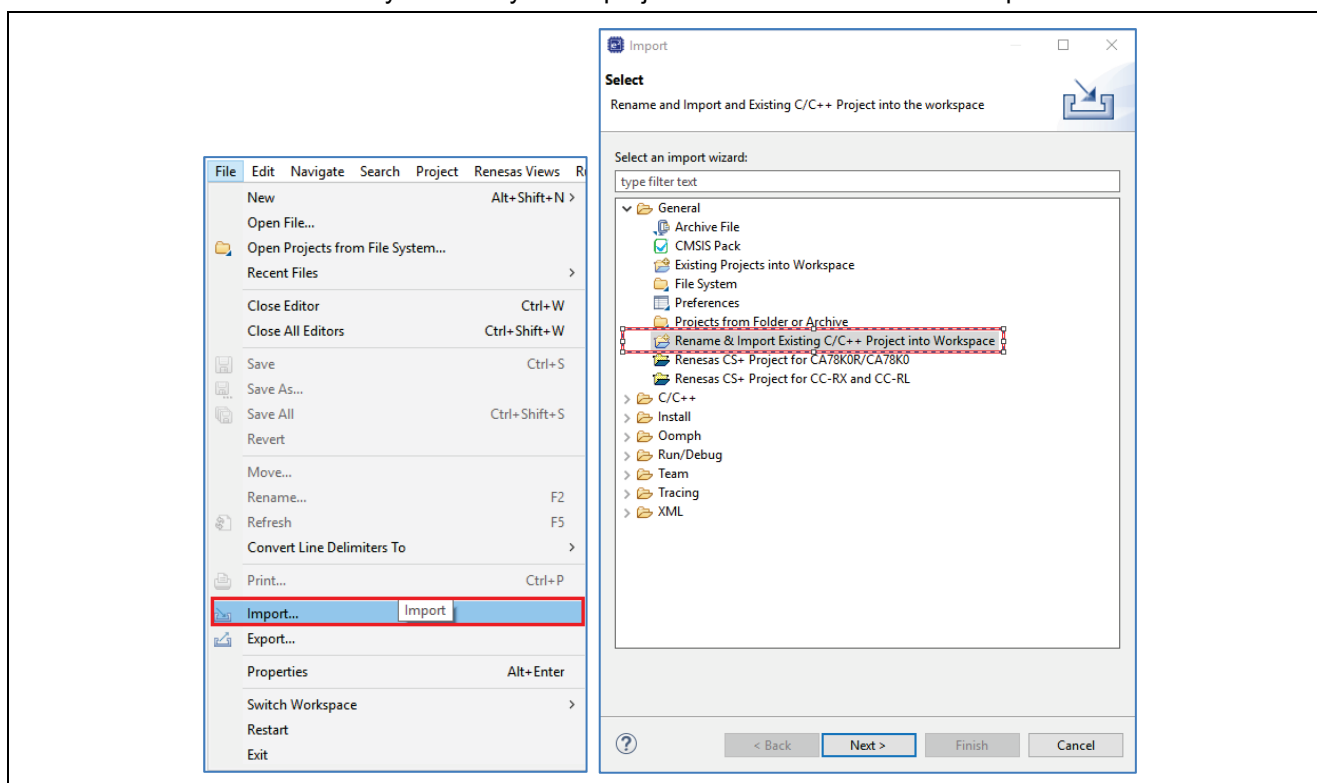 File Edit Navigate Search Project Renesas Views
New Alt+Shift+N >
Open File...
Open Projects from File System...
Recent Files >
Close Editor Ctrl+W
Close All Editors Ctrl+Shift+W
Save Ctrl+S
Save As...
Save All Ctrl+Shift+S
Revert
Move...
Rename... F2
Refresh F5
Convert Line Delimiters To >
Print... Ctrl+P
Import... Import
Export...
Properties Alt+Enter
Switch Workspace >
Restart
Exit
Import
Select
Rename and Import and Existing C/C++ Project into the workspace
Select an import wizard:
type filter text
General
Archive File
CMSIS Pack
Existing Projects into Workspace
File System
Preferences
Projects from Folder or Archive
Rename & Import Existing C/C++ Project into Workspace
Renesas CS+ Project for CA78K0R/CA78K0
Renesas CS+ Project for CC-RX and CC-RL
> C/C++
> Install
> Oomph
> Run/Debug
> Team
> Tracing
> XML
? < Back Next > Finish Cancel